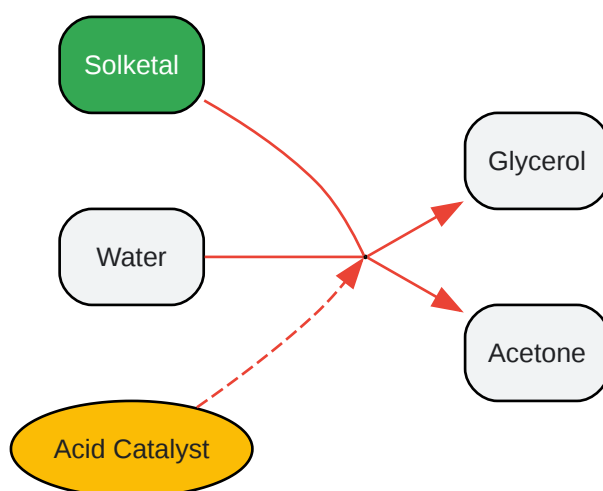 Solketal
Glycerol
Water
Acetone
Acid Catalyst